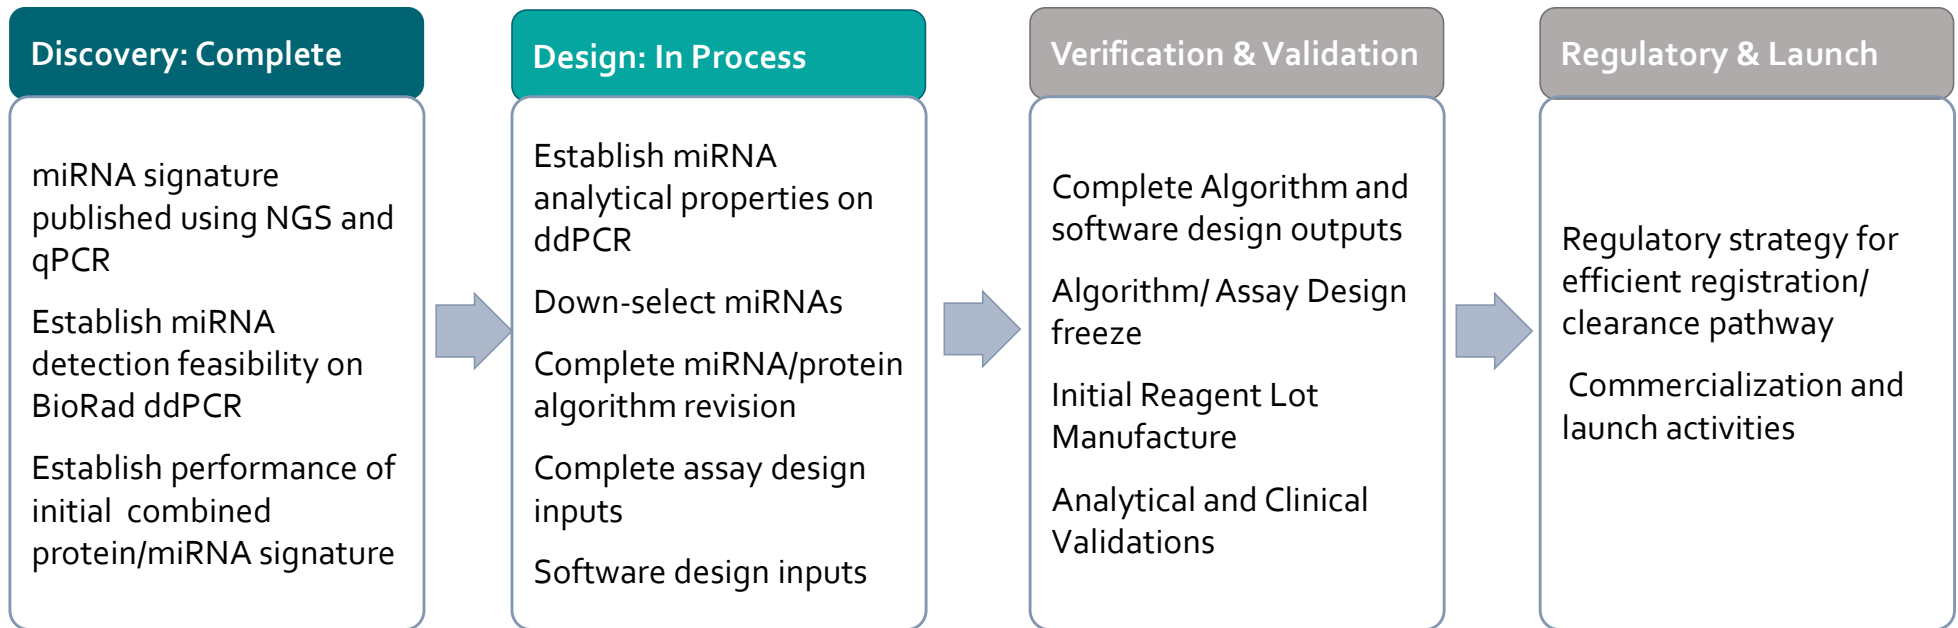 Discovery: Complete
miRNA signature
published using NGS and
qPCR
Establish miRNA
detection feasibility on
BioRad ddPCR
Establish performance of
initial combined
protein/miRNA signature
Design: In Process
Establish miRNA
analytical properties on
ddPCR
Down-select miRNAs
Complete miRNA/protein
algorithm revision
Complete assay design
inputs
Software design inputs
Verification & Validation
Complete Algorithm and
software design outputs
Algorithm/ Assay Design
freeze
Initial Reagent Lot
Manufacture
Analytical and Clinical
Validations
Regulatory & Launch
Regulatory strategy for
efficient registration/
clearance pathway
Commercialization and
launch activities